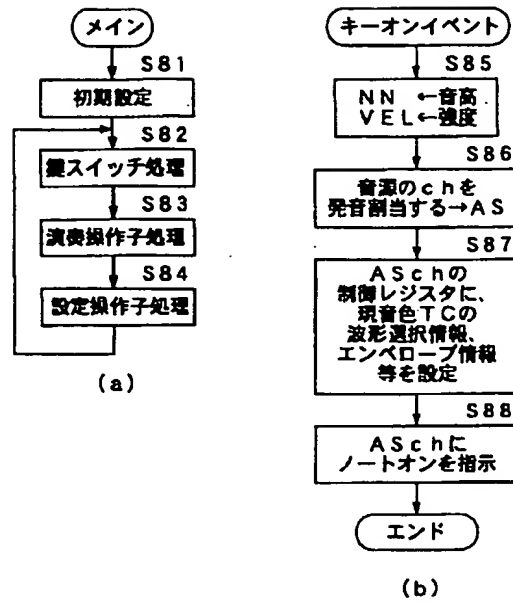 メイン
S81
初期設定
S82
鍵スイッチ処理
S83
演奏操作子処理
S84
設定操作子処理
(a)
キーオンイベント
S85
NN ←音高
VEL←強度
S86
音源のchを
発音割当する→AS
S87
ASchの
制御レジスタに、
現音色TCの
波形選択情報、
エンベロープ情報
等を設定
S88
ASchに
ノートオンを指示
エンド
(b)